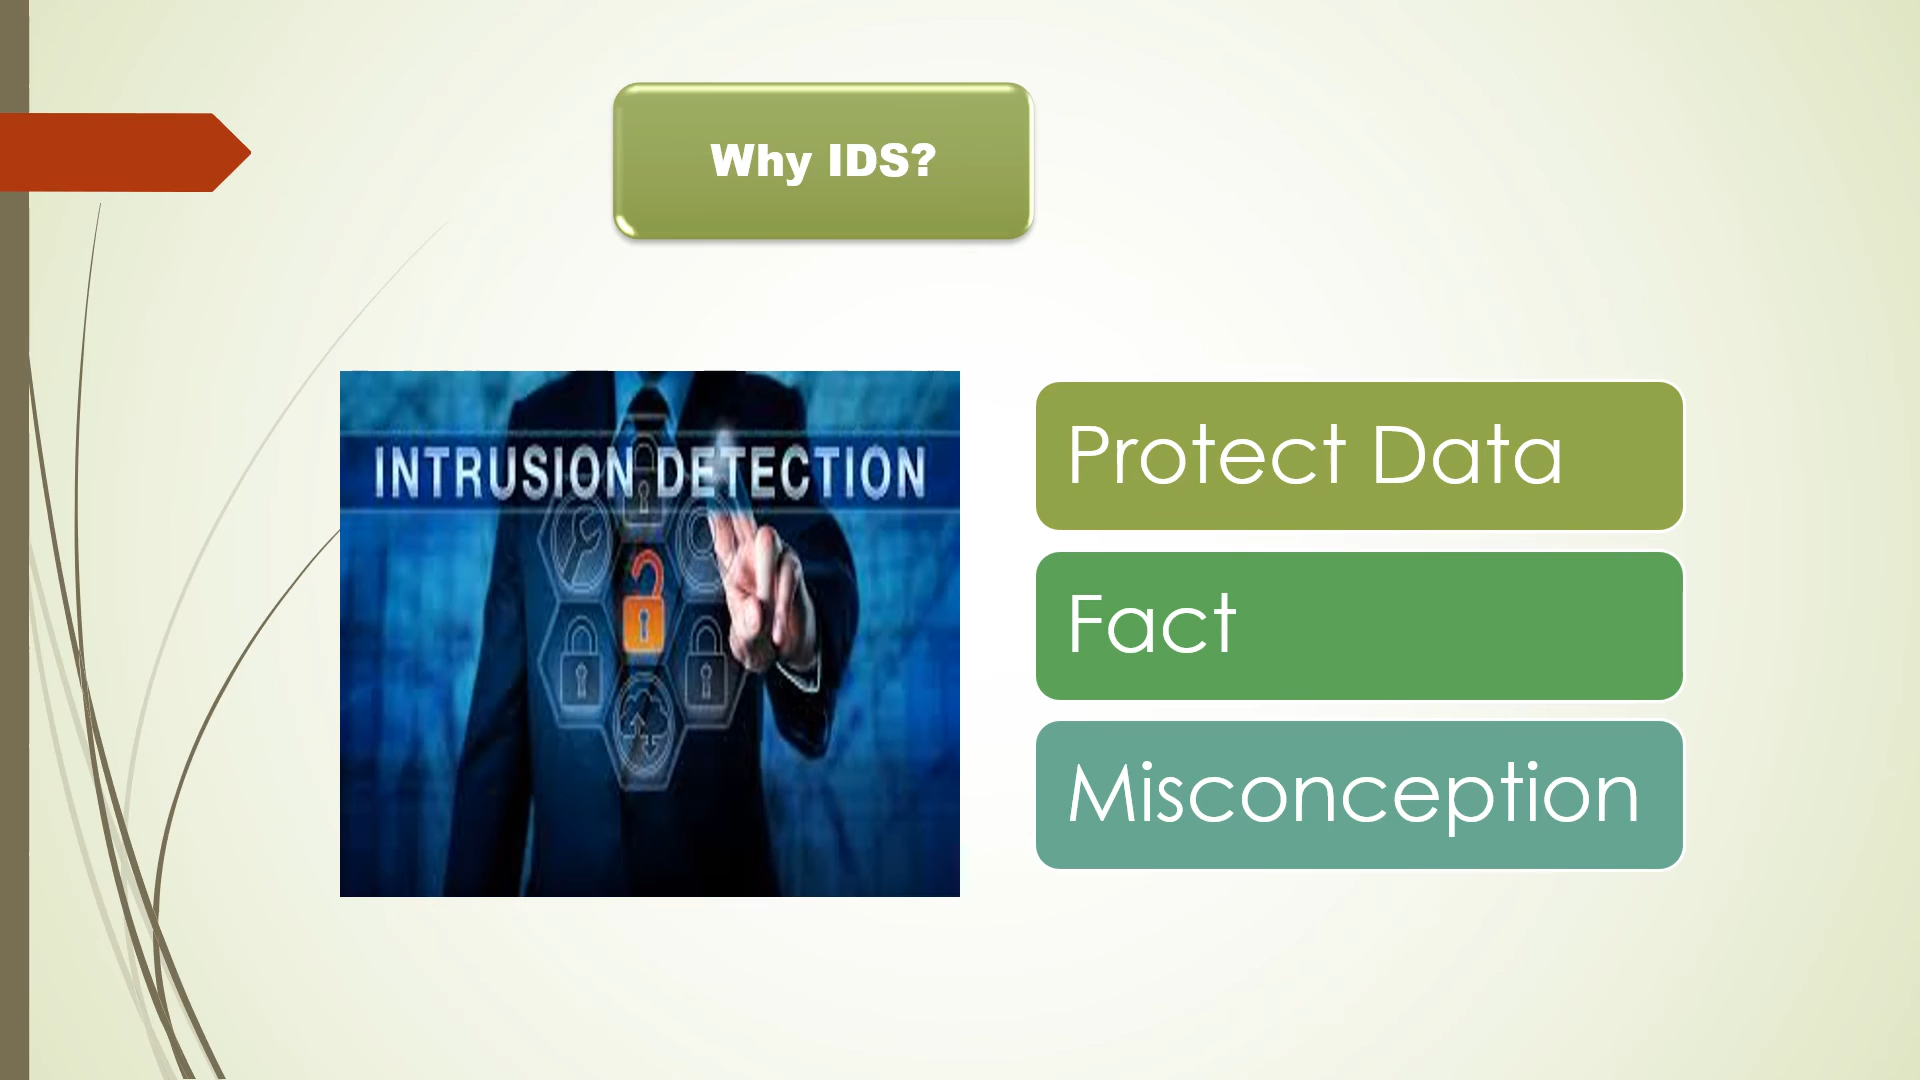 Why IDS?
INTRUSION DETECTION
Protect Data
Fact
Misconception